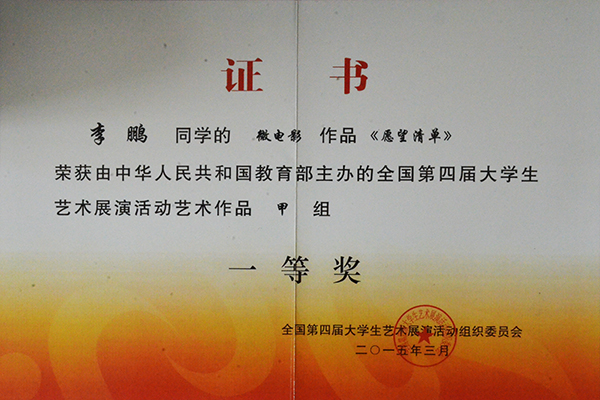 证 书
李鹏 同学的 微电影 作品《愿望清单》
荣获由中华人民共和国教育部主办的全国第四届大学生
艺术展演活动艺术作品 甲 组
一 等 奖
全国第四届大学生艺术展演活动组织委员会
二〇一五年三月